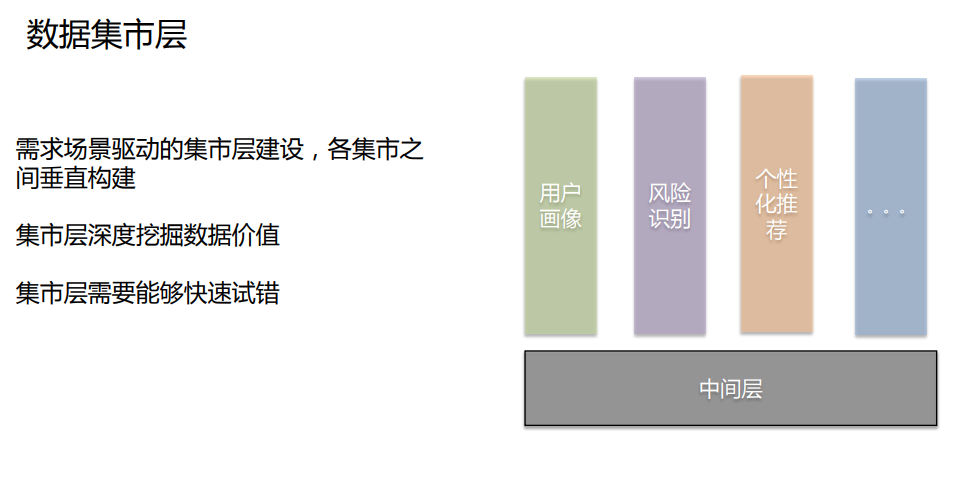 数据集市层
需求场景驱动的集市层建设，各集市之
间垂直构建
集市层深度挖掘数据价值
集市层需要能够快速试错
用户
画像
风险
识别
个性
化推
荐
。。。
中间层